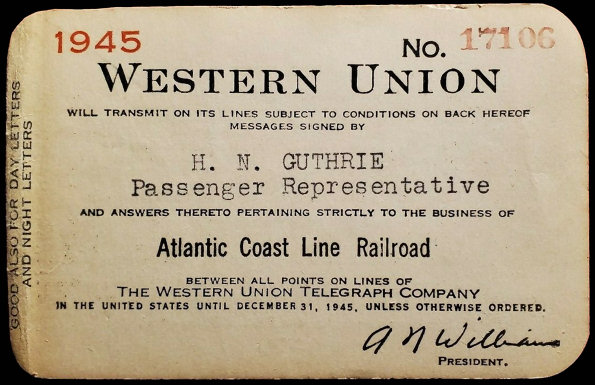 1945
No. 17106
WESTERN UNION
WILL TRANSMIT ON ITS LINES SUBJECT TO CONDITIONS ON BACK HEREOF
MESSAGES SIGNED BY
H. N. GUTHRIE
Passenger Representative
AND ANSWERS THERETO PERTAINING STRICTLY TO THE BUSINESS OF
Atlantic Coast Line Railroad
BETWEEN ALL POINTS ON LINES OF
THE WESTERN UNION TELEGRAPH COMPANY
IN THE UNITED STATES UNTIL DECEMBER 31, 1945, UNLESS OTHERWISE ORDERED.
A N Williams
PRESIDENT.
GOOD ALSO FOR DAY LETTERS
AND NIGHT LETTERS